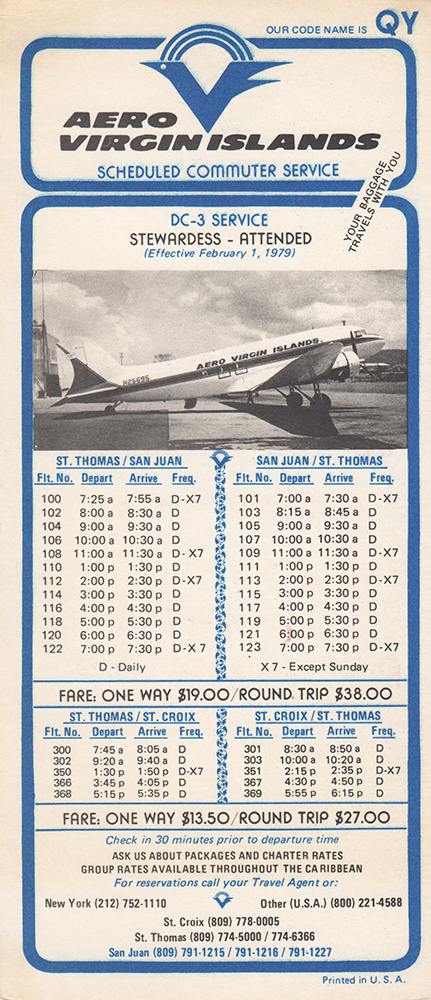 OUR CODE NAME IS QY
AERO
VIRGIN ISLANDS
SCHEDULED COMMUTER SERVICE
YOUR BAGGAGE
TRAVELS WITH YOU
DC-3 SERVICE
STEWARDESS - ATTENDED
(Effective February 1, 1979)
AERO VIRGIN ISLANDS
N25695
ST. THOMAS / SAN JUAN
Flt. No. Depart Arrive Freq.
100 7:25 a 7:55 a D-X7
102 8:00 a 8:30 a D
104 9:00 a 9:30 a D
106 10:00 a 10:30 a D
108 11:00 a 11:30 a D-X7
110 1:00 p 1:30 p D
112 2:00 p 2:30 p D-X7
114 3:00 p 3:30 p D
116 4:00 p 4:30 p D
118 5:00 p 5:30 p D
120 6:00 p 6:30 p D
122 7:00 p 7:30 p D-X7
SAN JUAN / ST. THOMAS
Flt. No. Depart Arrive Freq.
101 7:00 a 7:30 a D-X7
103 8:15 a 8:45 a D
105 9:00 a 9:30 a D
107 10:00 a 10:30 a D
109 11:00 a 11:30 a D-X7
111 1:00 p 1:30 p D
113 2:00 p 2:30 p D-X7
115 3:00 p 3:30 p D
117 4:00 p 4:30 p D
119 5:00 p 5:30 p D
121 6:00 p 6:30 p D
123 7:00 p 7:30 p D-X7
D - Daily X7 - Except Sunday
FARE: ONE WAY $19.00/ROUND TRIP $38.00
ST. THOMAS / ST. CROIX
Flt. No. Depart Arrive Freq.
300 7:45 a 8:05 a D
302 9:20 a 9:40 a D
350 1:30 p 1:50 p D-X7
366 3:45 p 4:05 p D
368 5:15 p 5:35 p D
ST. CROIX / ST. THOMAS
Flt. No. Depart Arrive Freq.
301 8:30 a 8:50 a D
303 10:00 a 10:20 a D
351 2:15 p 2:35 p D-X7
367 4:30 p 4:50 p D
369 5:55 p 6:15 p D
FARE: ONE WAY $13.50/ROUND TRIP $27.00
Check in 30 minutes prior to departure time
ASK US ABOUT PACKAGES AND CHARTER RATES
GROUP RATES AVAILABLE THROUGHOUT THE CARIBBEAN
For reservations call your Travel Agent or:
New York (212) 752-1110 Other (U.S.A.) (800) 221-4588
St. Croix (809) 778-0005
St. Thomas (809) 774-5000 / 774-6366
San Juan (809) 791-1215 / 791-1216 / 791-1227
Printed in U. S. A.